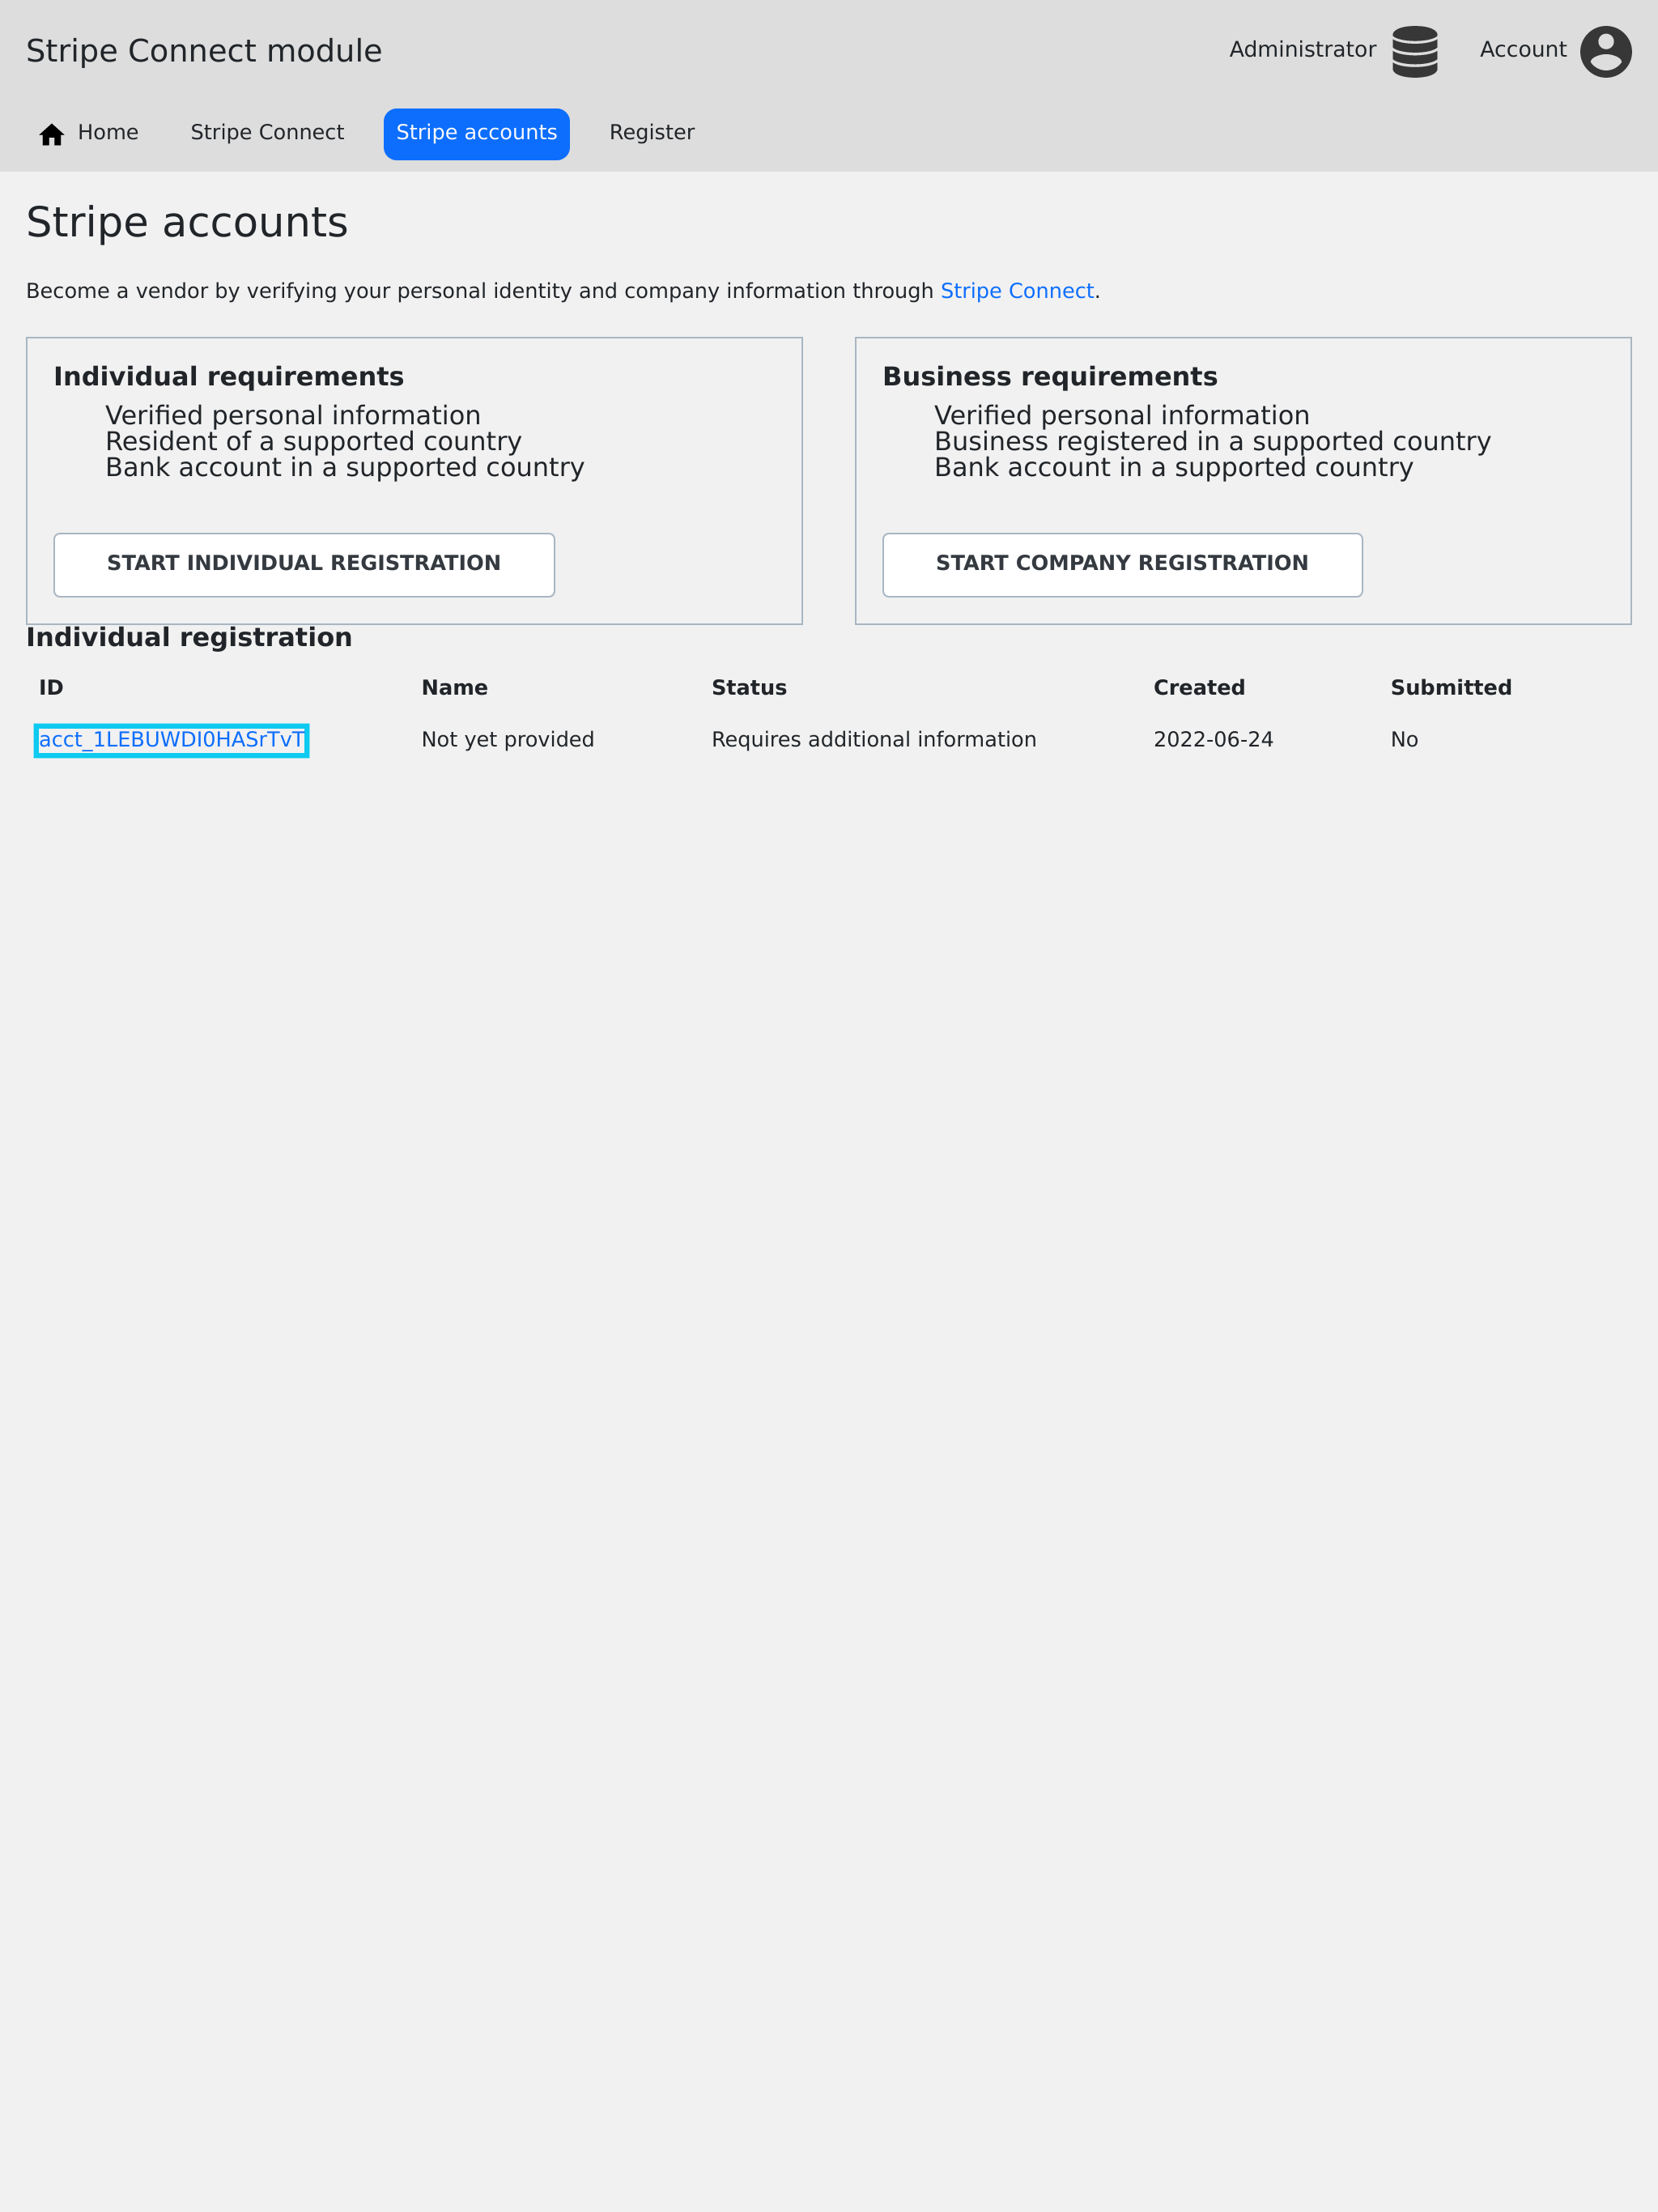 Stripe Connect module
Administrator
Account
Home
Stripe Connect
Stripe accounts
Register
Stripe accounts
Become a vendor by verifying your personal identity and company information through Stripe Connect.
Individual requirements
Verified personal information
Resident of a supported country
Bank account in a supported country
START INDIVIDUAL REGISTRATION
Business requirements
Verified personal information
Business registered in a supported country
Bank account in a supported country
START COMPANY REGISTRATION
Individual registration
ID Name Status Created Submitted
acct_1LEBUWDI0HASrTvT Not yet provided Requires additional information 2022-06-24 No